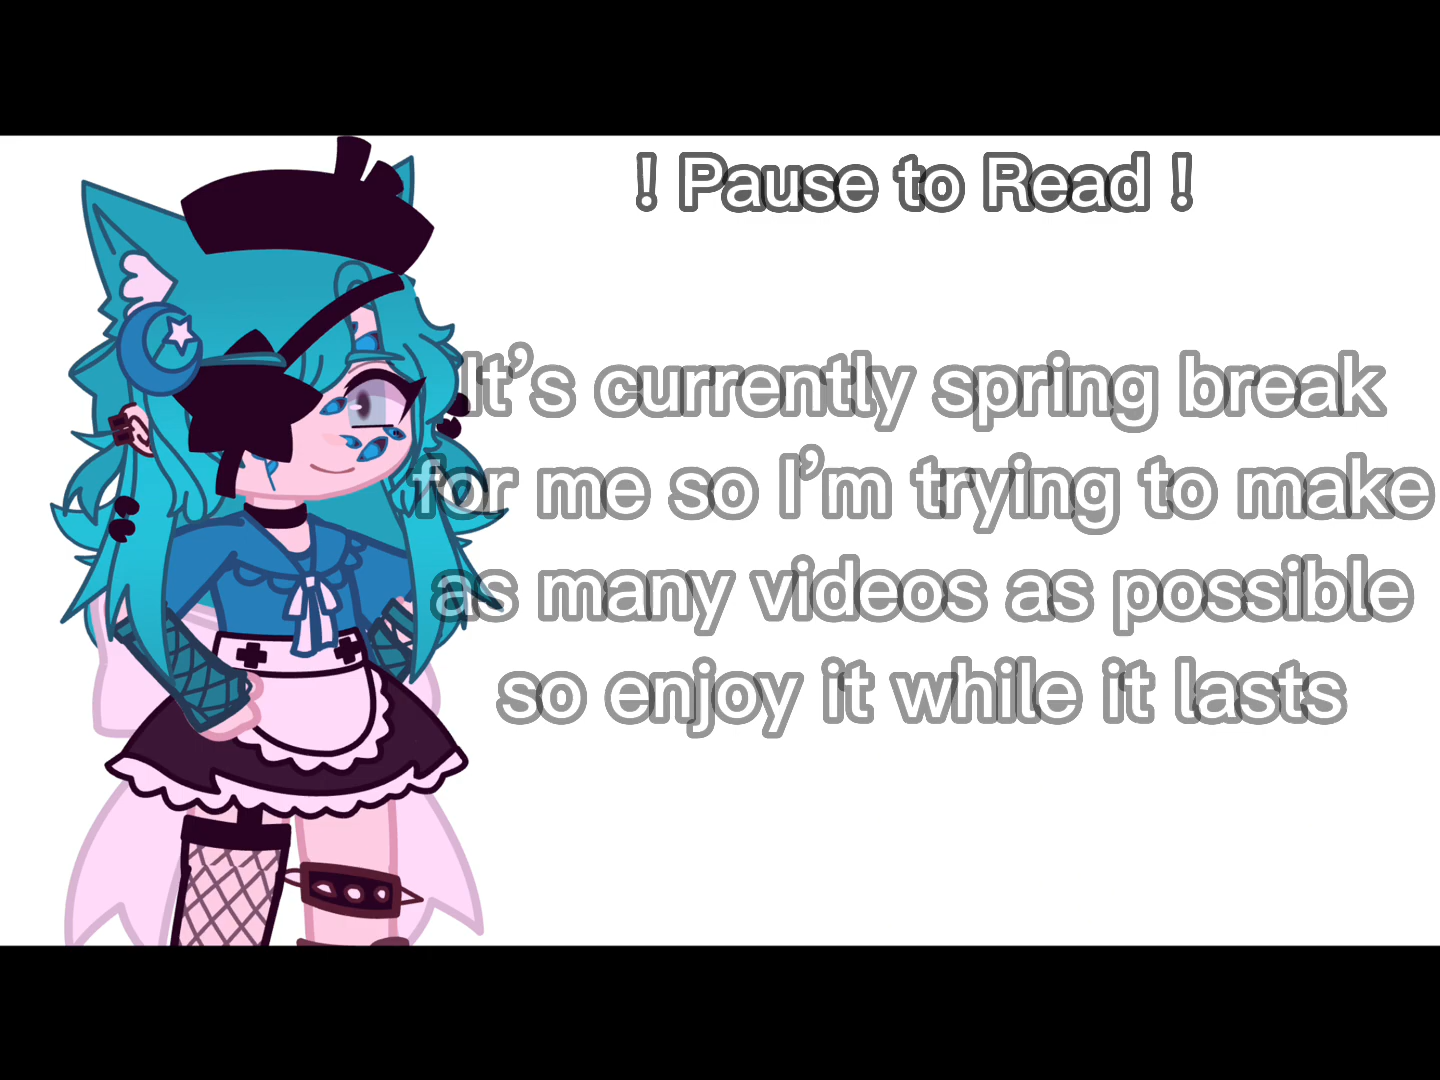 ! Pause to Read !
It’s currently spring break
for me so I’m trying to make
as many videos as possible
so enjoy it while it lasts